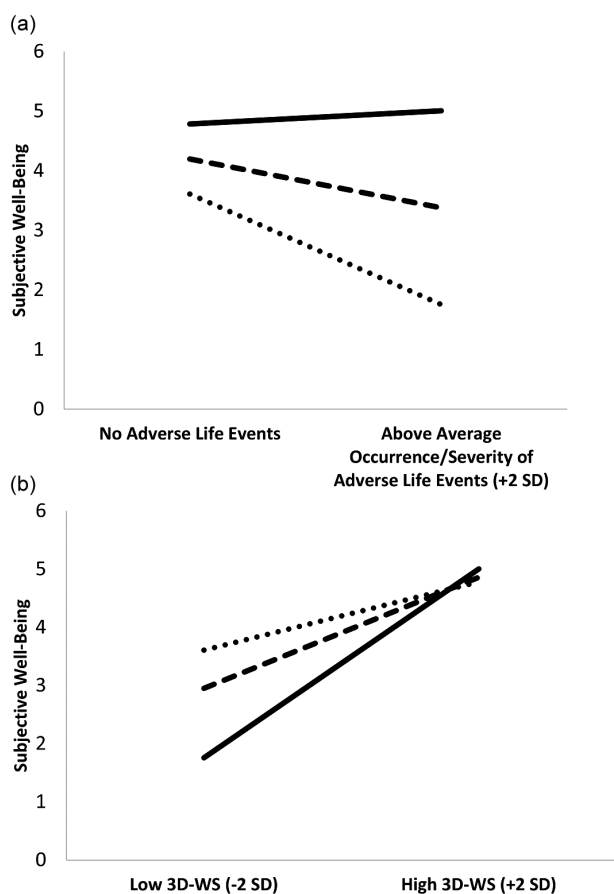 (a)
6
5
4
3
2
1
0
Subjective Well-Being
No Adverse Life Events
Above Average
Occurrence/Severity of
Adverse Life Events (+2 SD)
(b)
6
5
4
3
2
1
0
Subjective Well-Being
Low 3D-WS (-2 SD)
High 3D-WS (+2 SD)